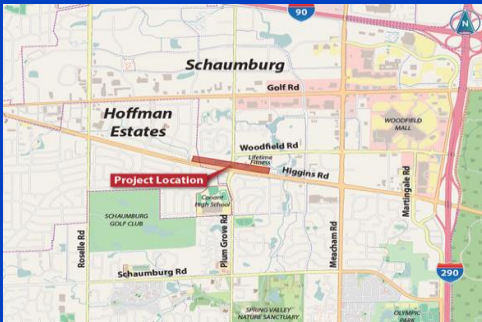 90
N
Schaumburg
Golf Rd
Hoffman
Estates
WOODFIELD
MALL
Woodfield Rd
Lifetime
Fitness
Higgins Rd
Project Location
Conant
High School
Martingale Rd
SCHAUMBURG
GOLF CLUB
Roselle Rd
Plum Grove Rd
Meacham Rd
Schaumburg Rd
290
SPRING VALLEY
NATURE SANCTUARY
OLYMPIC
PARK